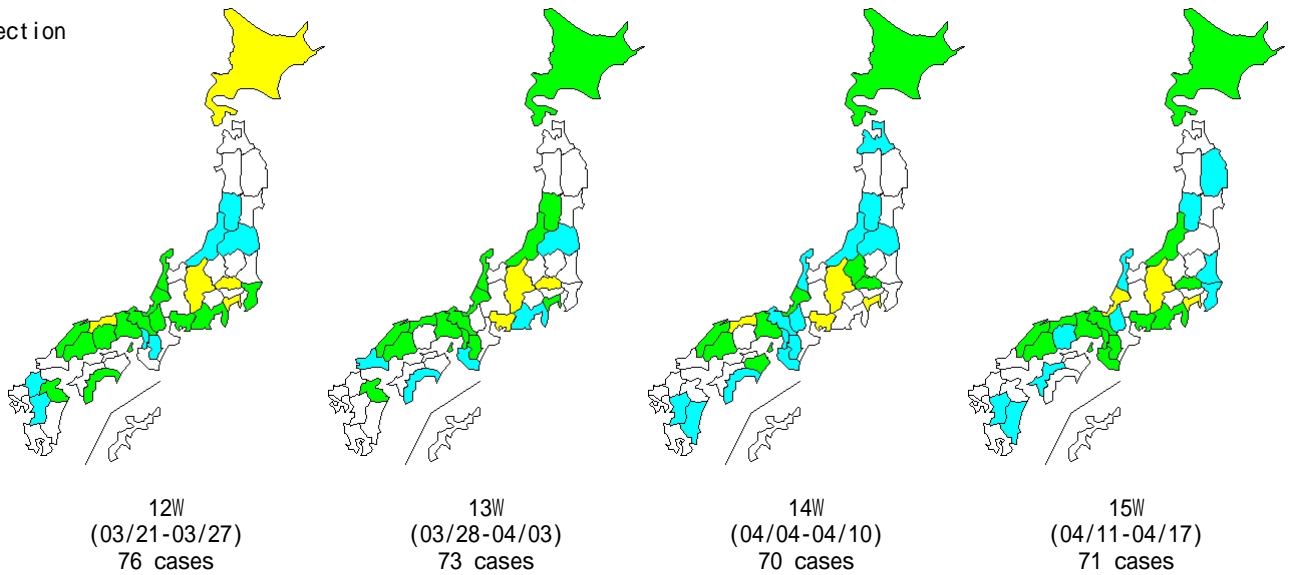 ection
12W
(03/21-03/27)
76 cases
13W
(03/28-04/03)
73 cases
14W
(04/04-04/10)
70 cases
15W
(04/11-04/17)
71 cases